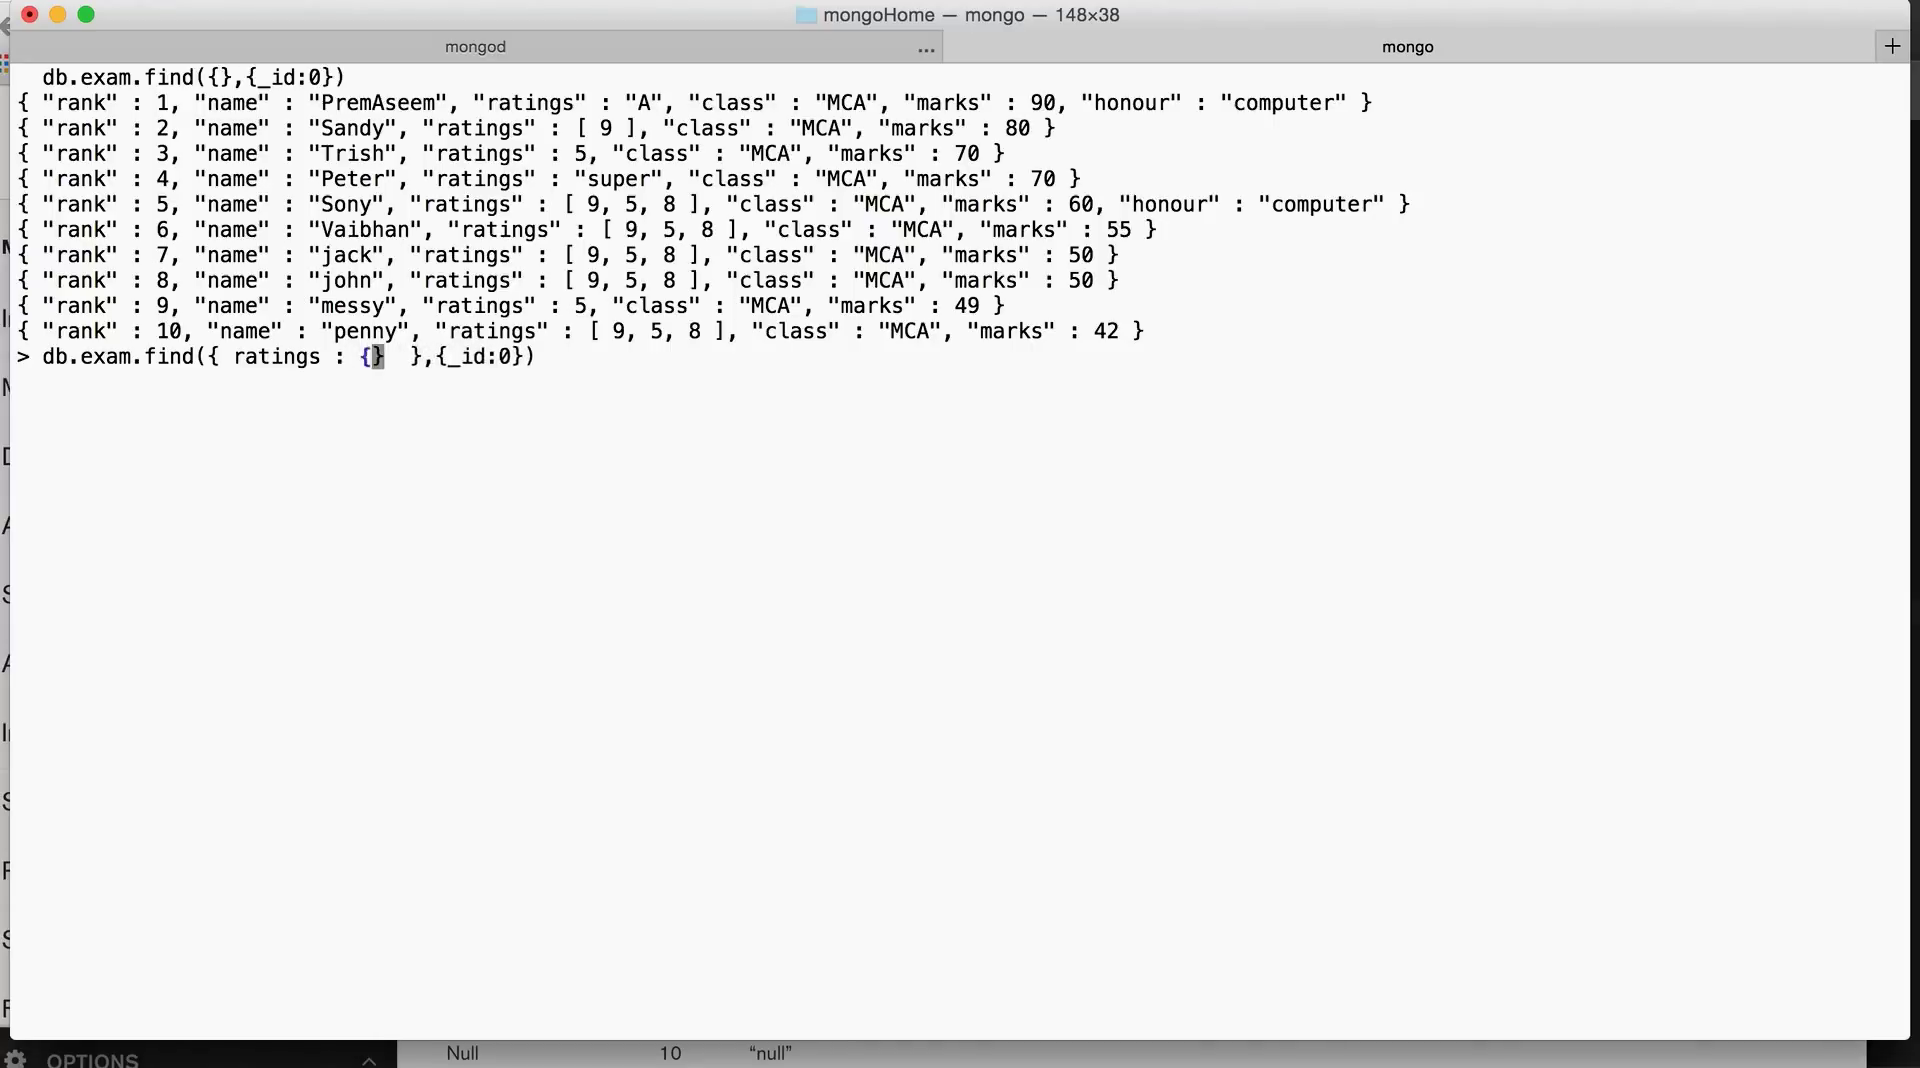 mongoHome — mongo — 148×38
mongod ... mongo +
db.exam.find({},{_id:0})
{ "rank" : 1, "name" : "PremAseem", "ratings" : "A", "class" : "MCA", "marks" : 90, "honour" : "computer" }
{ "rank" : 2, "name" : "Sandy", "ratings" : [ 9 ], "class" : "MCA", "marks" : 80 }
{ "rank" : 3, "name" : "Trish", "ratings" : 5, "class" : "MCA", "marks" : 70 }
{ "rank" : 4, "name" : "Peter", "ratings" : "super", "class" : "MCA", "marks" : 70 }
{ "rank" : 5, "name" : "Sony", "ratings" : [ 9, 5, 8 ], "class" : "MCA", "marks" : 60, "honour" : "computer" }
{ "rank" : 6, "name" : "Vaibhan", "ratings" : [ 9, 5, 8 ], "class" : "MCA", "marks" : 55 }
{ "rank" : 7, "name" : "jack", "ratings" : [ 9, 5, 8 ], "class" : "MCA", "marks" : 50 }
{ "rank" : 8, "name" : "john", "ratings" : [ 9, 5, 8 ], "class" : "MCA", "marks" : 50 }
{ "rank" : 9, "name" : "messy", "ratings" : 5, "class" : "MCA", "marks" : 49 }
{ "rank" : 10, "name" : "penny", "ratings" : [ 9, 5, 8 ], "class" : "MCA", "marks" : 42 }
> db.exam.find({ ratings : {}  },{_id:0})
OPTIONS Null 10 “null”